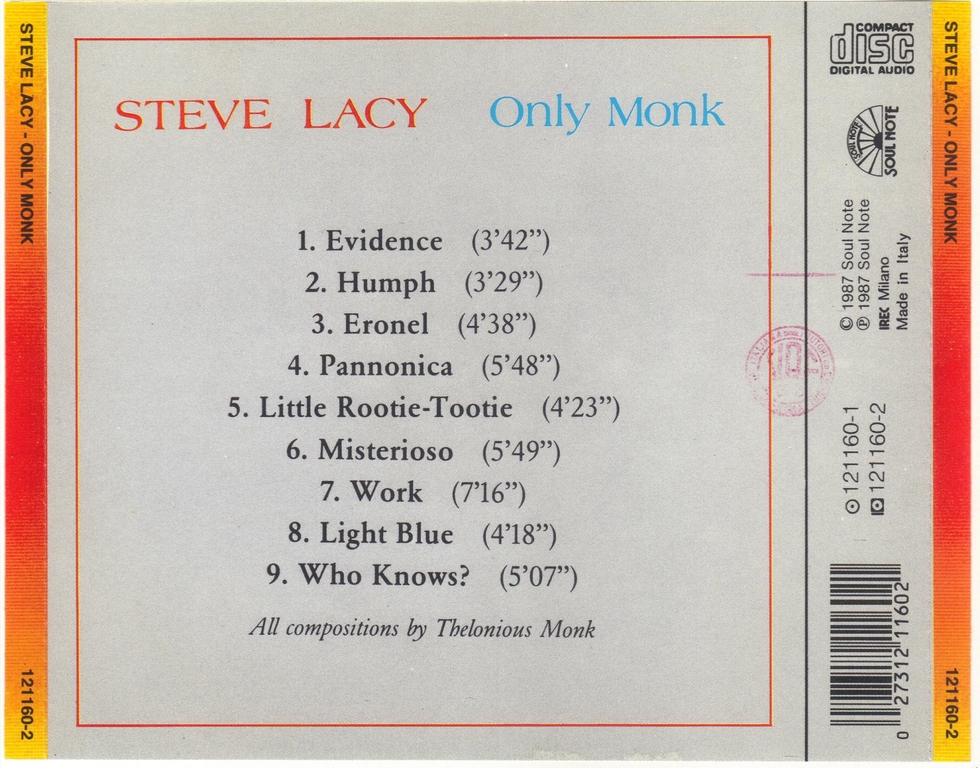 STEVE LACY - ONLY MONK
121160-2
STEVE LACY Only Monk
1. Evidence (3'42”)
2. Humph (3'29”)
3. Eronel (4'38”)
4. Pannonica (5'48”)
5. Little Rootie-Tootie (4'23”)
6. Misterioso (5'49”)
7. Work (7'16”)
8. Light Blue (4'18”)
9. Who Knows? (5'07”)
All compositions by Thelonious Monk
COMPACT
disc
DIGITAL AUDIO
SOUL NOTE
SOUL NOTE
© 1987 Soul Note
℗ 1987 Soul Note
IREC Milano
Made in Italy
121160-1
121160-2
0 27312 11602
STEVE LACY - ONLY MONK
121160-2